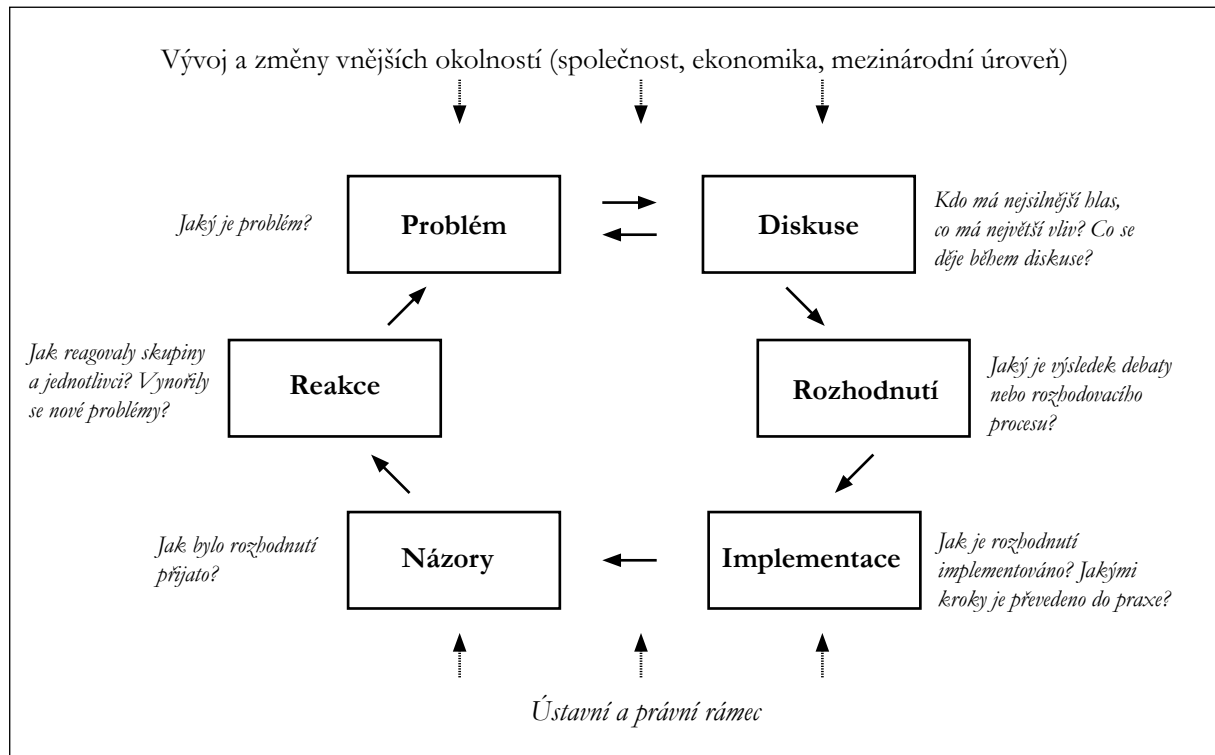 Vývoj a změny vnějších okolností (společnost, ekonomika, mezinárodní úroveň)
Jaký je problém?
Problém
Diskuse
Kdo má nejsilnější hlas,
co má největší vliv? Co se
děje během diskuse?
Jak reagovaly skupiny
a jednotlivci? Vynořily
se nové problémy?
Reakce
Rozhodnutí
Jaký je výsledek debaty
nebo rozhodovacího
procesu?
Jak bylo rozhodnutí
přijato?
Názory
Implementace
Jak je rozhodnutí
implementováno? Jakými
kroky je převedeno do praxe?
Ústavní a právní rámec